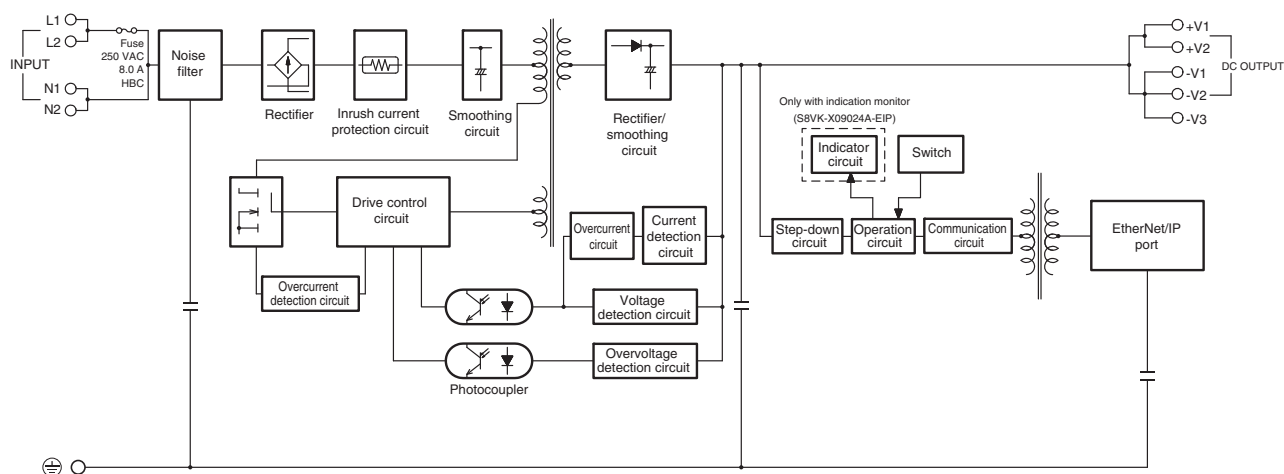 L1
L2
INPUT
N1
N2
Fuse
250 VAC
8.0 A
HBC
Noise
filter
Rectifier
Inrush current
protection circuit
Smoothing
circuit
Rectifier/
smoothing
circuit
+V1
+V2
-V1
-V2
-V3
DC OUTPUT
Only with indication monitor
(S8VK-X09024A-EIP)
Indicator
circuit
Switch
Drive control
circuit
Overcurrent
circuit
Current
detection
circuit
Step-down
circuit
Operation
circuit
Communication
circuit
EtherNet/IP
port
Overcurrent
detection circuit
Voltage
detection circuit
Overvoltage
detection circuit
Photocoupler